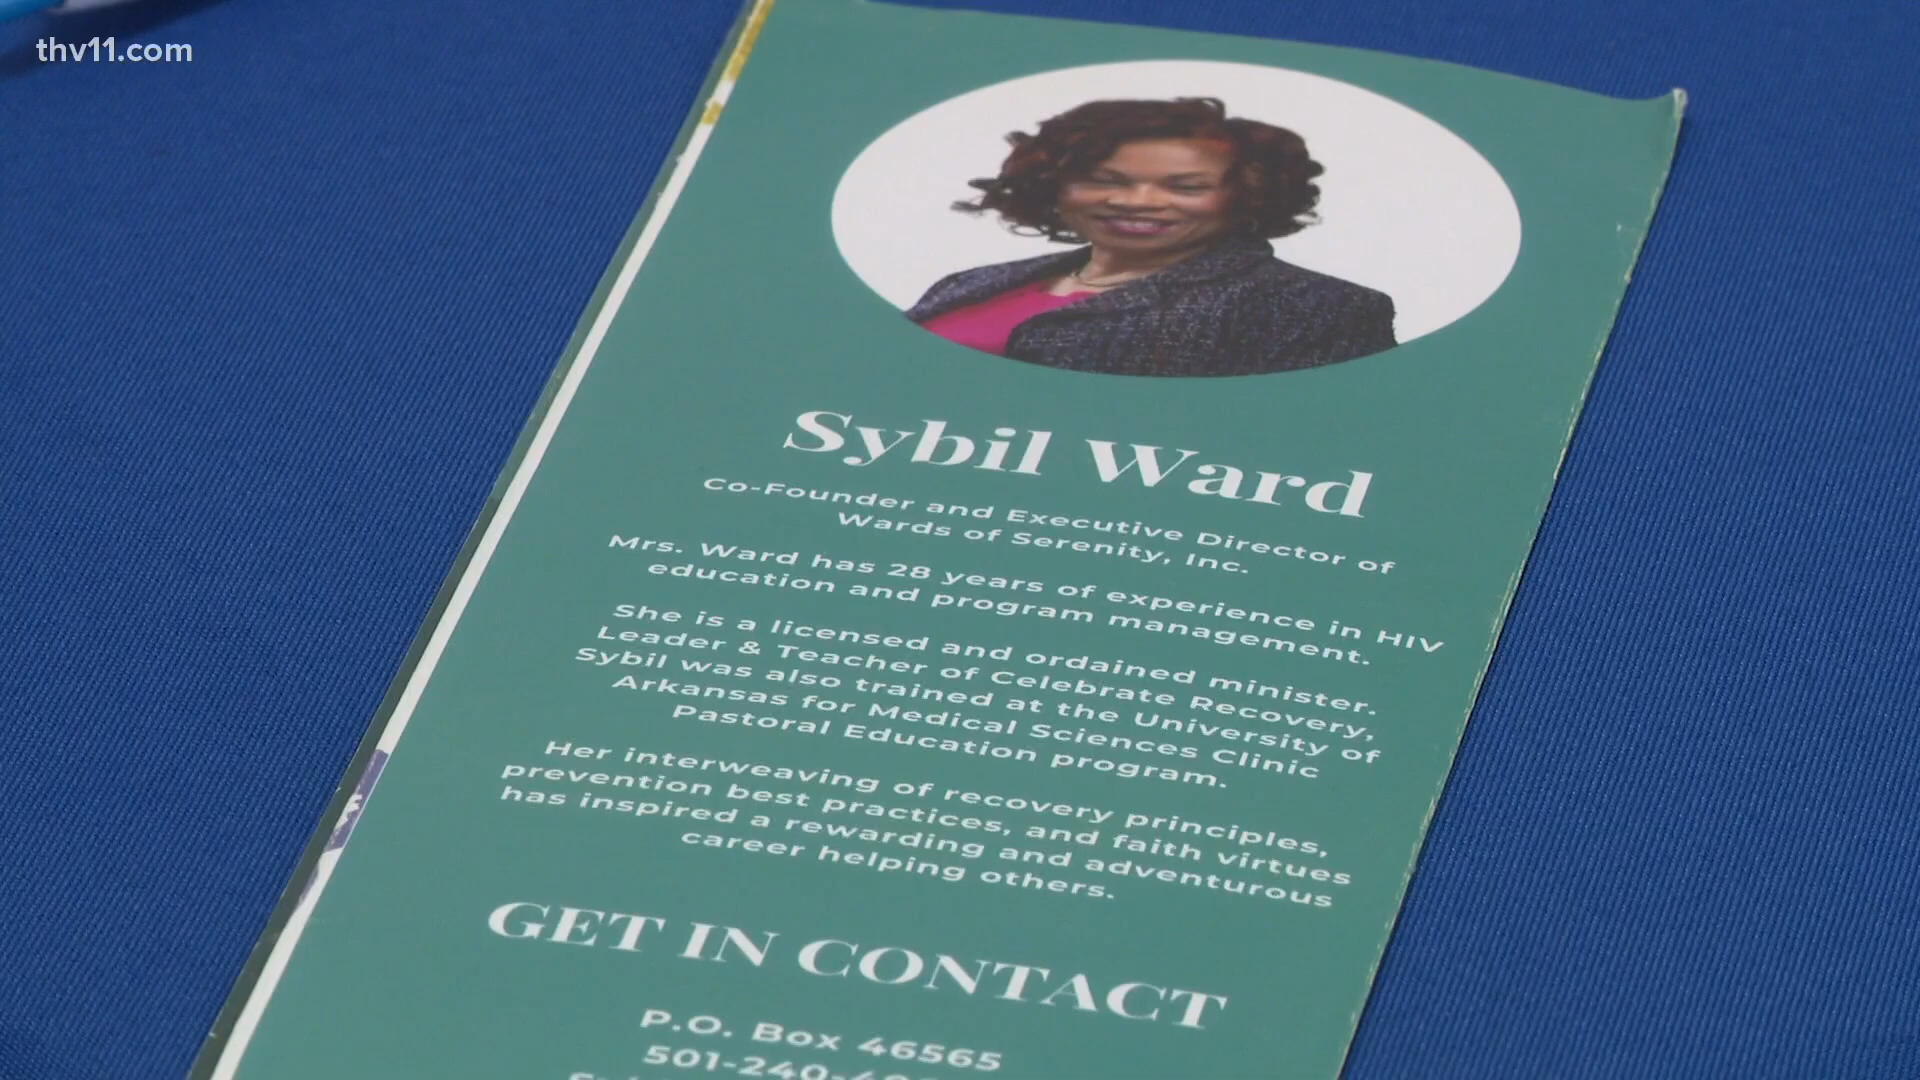 thv11.com
Sybil Ward
Co-Founder and Executive Director of
Wards of Serenity, Inc.
Mrs. Ward has 28 years of experience in HIV
education and program management.
She is a licensed and ordained minister.
Leader & Teacher of Celebrate Recovery,
Sybil was also trained at the University of
Arkansas for Medical Sciences Clinic
Pastoral Education program.
Her interweaving of recovery principles,
prevention best practices, and faith virtues
has inspired a rewarding and adventurous
career helping others.
GET IN CONTACT
P.O. Box 46565
501-240-